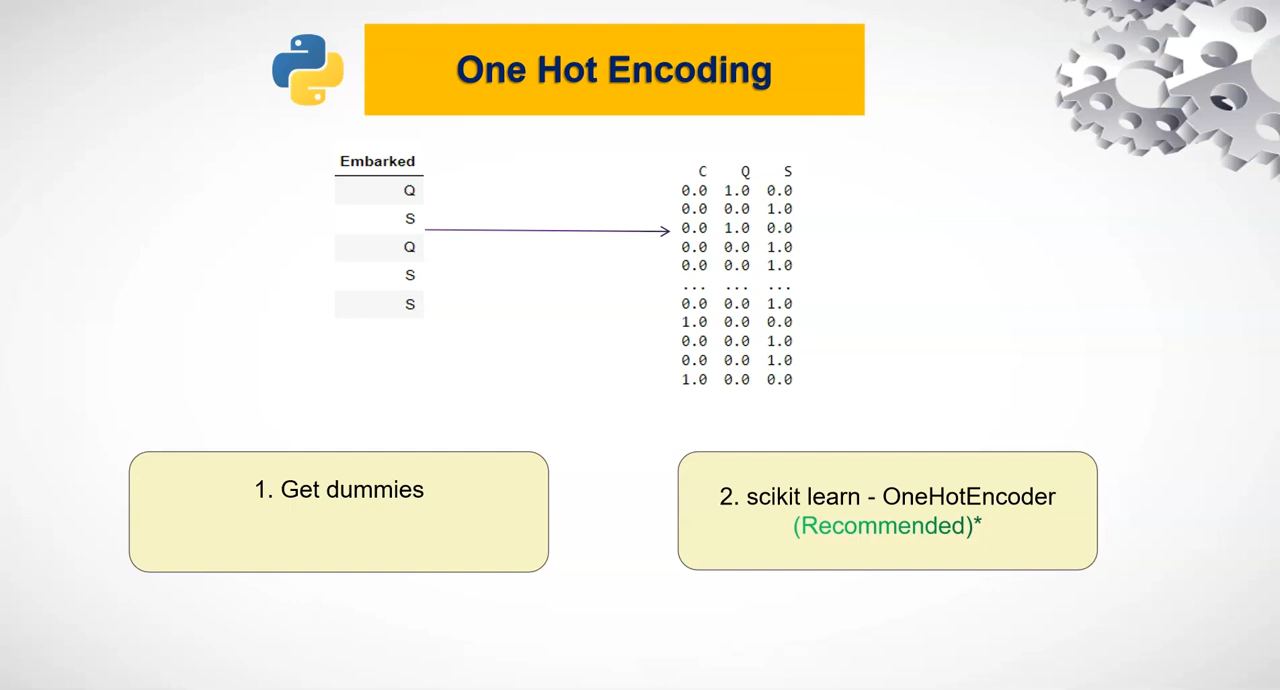 One Hot Encoding
Embarked
Q
S
Q
S
S
C Q S
0.0 1.0 0.0
0.0 0.0 1.0
0.0 1.0 0.0
0.0 0.0 1.0
0.0 0.0 1.0
... ... ...
0.0 0.0 1.0
1.0 0.0 0.0
0.0 0.0 1.0
0.0 0.0 1.0
1.0 0.0 0.0
1. Get dummies
2. scikit learn - OneHotEncoder
(Recommended)*